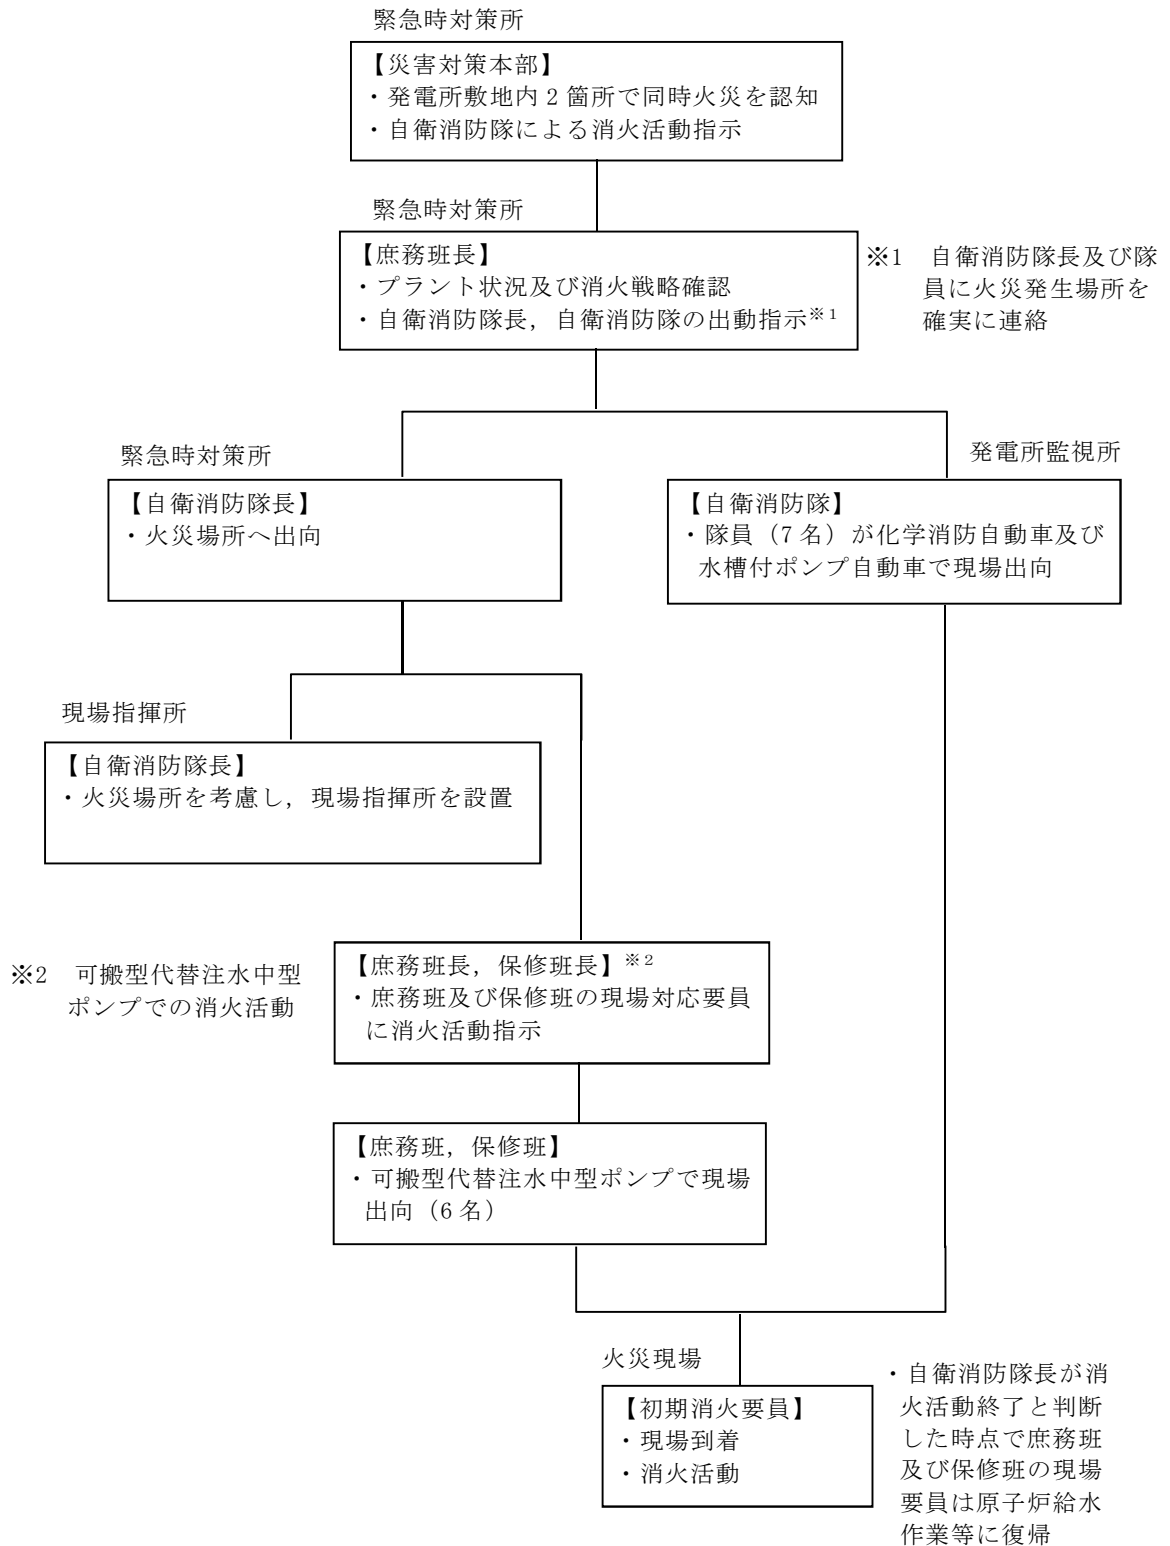 緊急時対策所
【災害対策本部】
・発電所敷地内2箇所で同時火災を認知
・自衛消防隊による消火活動指示
緊急時対策所
【庶務班長】
・プラント状況及び消火戦略確認
・自衛消防隊長，自衛消防隊の出動指示※1
※1　自衛消防隊長及び隊
員に火災発生場所を
確実に連絡
緊急時対策所
【自衛消防隊長】
・火災場所へ出向
発電所監視所
【自衛消防隊】
・隊員（7名）が化学消防自動車及び
水槽付ポンプ自動車で現場出向
現場指揮所
【自衛消防隊長】
・火災場所を考慮し，現場指揮所を設置
※2　可搬型代替注水中型
ポンプでの消火活動
【庶務班長，保修班長】※2
・庶務班及び保修班の現場対応要員
に消火活動指示
【庶務班，保修班】
・可搬型代替注水中型ポンプで現場
出向（6名）
火災現場
【初期消火要員】
・現場到着
・消火活動
・自衛消防隊長が消
火活動終了と判断
した時点で庶務班
及び保修班の現場
要員は原子炉給水
作業等に復帰